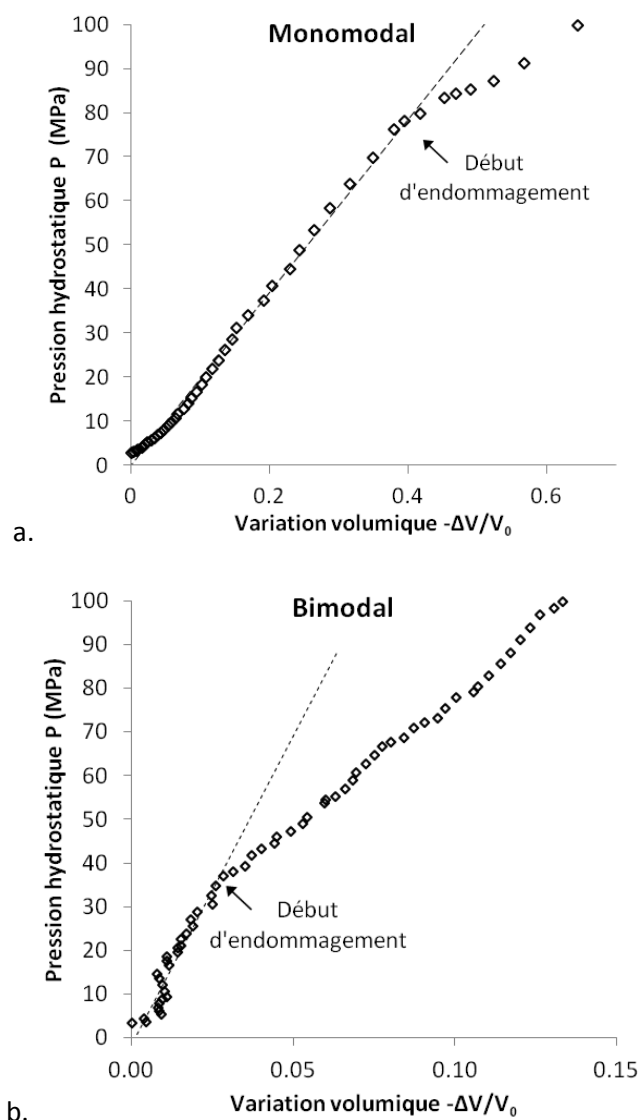 Monomodal
Pression hydrostatique P (MPa)
100
90
80
70
60
50
40
30
20
10
0
Début
d'endommagement
0
0.2
0.4
0.6
Variation volumique -ΔV/V₀
a.
Bimodal
Pression hydrostatique P (MPa)
100
90
80
70
60
50
40
30
20
10
0
Début
d'endommagement
0.00
0.05
0.10
0.15
Variation volumique -ΔV/V₀
b.